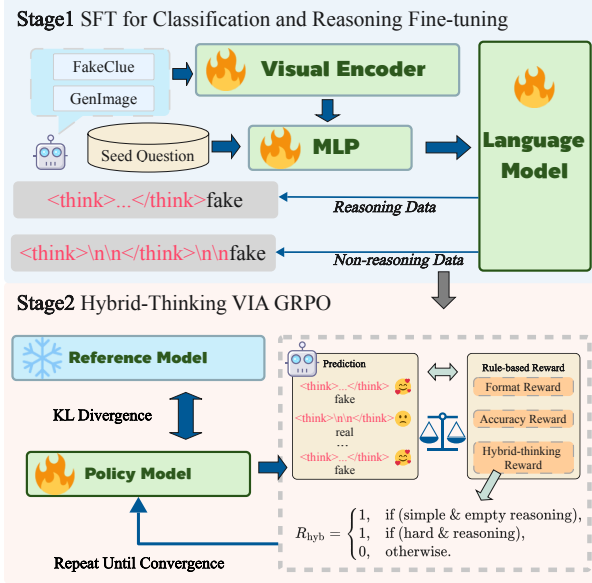 Stage1 SFT for Classification and Reasoning Fine-tuning
FakeClue
GenImage
Visual Encoder
Seed Question
MLP
Language
Model
<think>...</think>fake
Reasoning Data
<think>\n\n</think>\n\nfake
Non-reasoning Data
Stage2 Hybrid-Thinking VIA GRPO
Reference Model
KL Divergence
Policy Model
Repeat Until Convergence
Prediction
<think>...</think>
fake
<think>\n\n</think>
real
...
<think>...</think>
fake
Rule-based Reward
Format Reward
Accuracy Reward
Hybrid-thinking
Reward
R_hyb = { 1, if (simple & empty reasoning),
1, if (hard & reasoning),
0, otherwise.